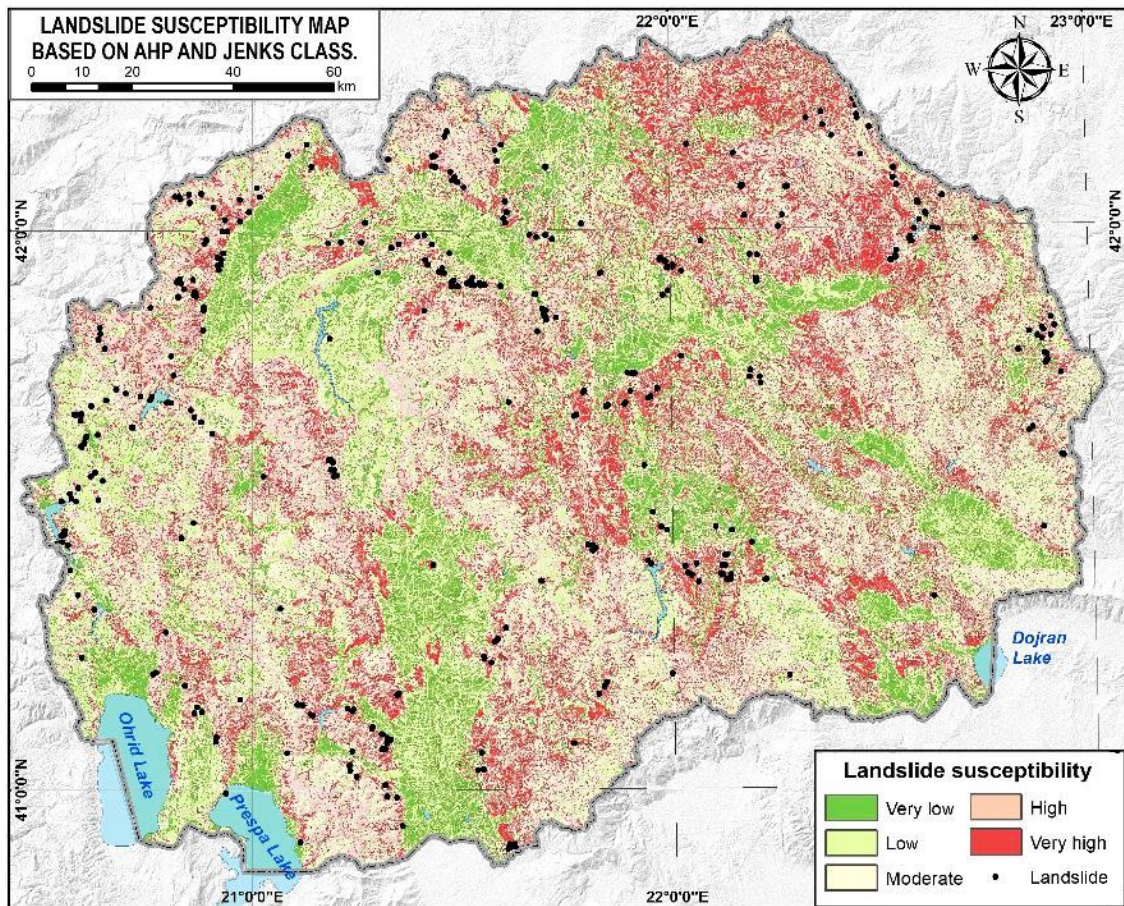 LANDSLIDE SUSCEPTIBILITY MAP
BASED ON AHP AND JENKS CLASS.
0 10 20 40 60
km
22°0'0"E
23°0'0"E
N
W E
S
42°0'0"N
42°0'0"N
Dojran
Lake
Ohrid Lake
Prespa Lake
41°0'0"N
21°0'0"E
22°0'0"E
Landslide susceptibility
Very low
High
Low
Very high
Moderate
Landslide